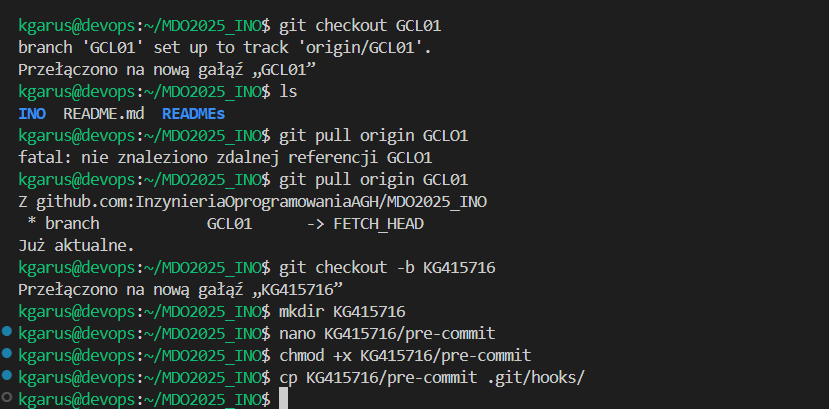 kgarus@devops:~/MDO2025_INO$ git checkout GCL01
branch 'GCL01' set up to track 'origin/GCL01'.
Przełączono na nową gałąź „GCL01”
kgarus@devops:~/MDO2025_INO$ ls
INO  README.md  READMEs
kgarus@devops:~/MDO2025_INO$ git pull origin GCLO1
fatal: nie znaleziono zdalnej referencji GCLO1
kgarus@devops:~/MDO2025_INO$ git pull origin GCL01
Z github.com:InzynieriaOprogramowaniaAGH/MDO2025_INO
 * branch            GCL01      -> FETCH_HEAD
Już aktualne.
kgarus@devops:~/MDO2025_INO$ git checkout -b KG415716
Przełączono na nową gałąź „KG415716”
kgarus@devops:~/MDO2025_INO$ mkdir KG415716
kgarus@devops:~/MDO2025_INO$ nano KG415716/pre-commit
kgarus@devops:~/MDO2025_INO$ chmod +x KG415716/pre-commit
kgarus@devops:~/MDO2025_INO$ cp KG415716/pre-commit .git/hooks/
kgarus@devops:~/MDO2025_INO$